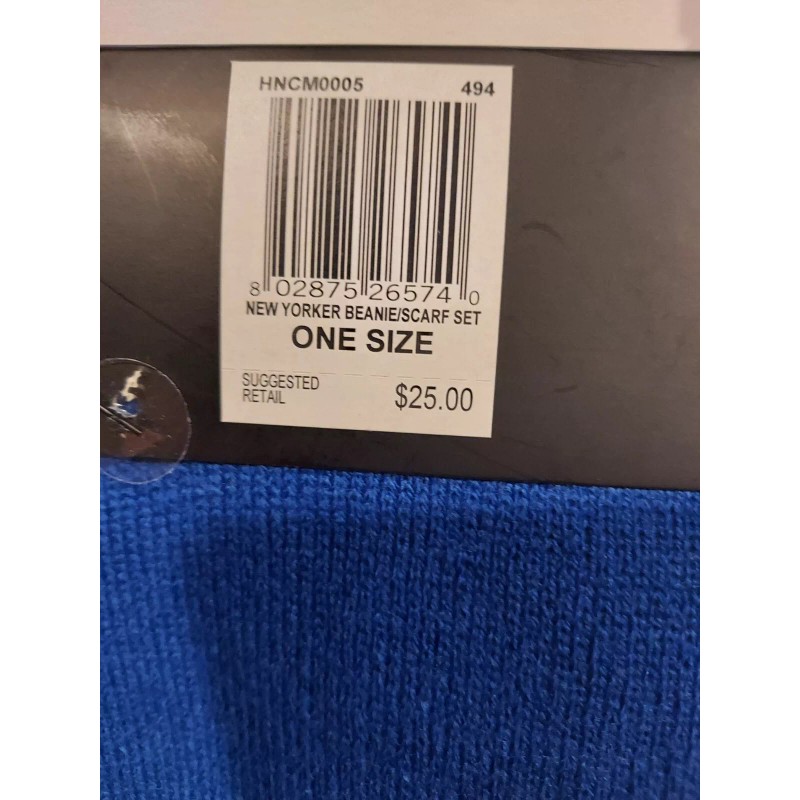 HNCM0005 494
8 02875 26574 0
NEW YORKER BEANIE/SCARF SET
ONE SIZE
SUGGESTED
RETAIL $25.00